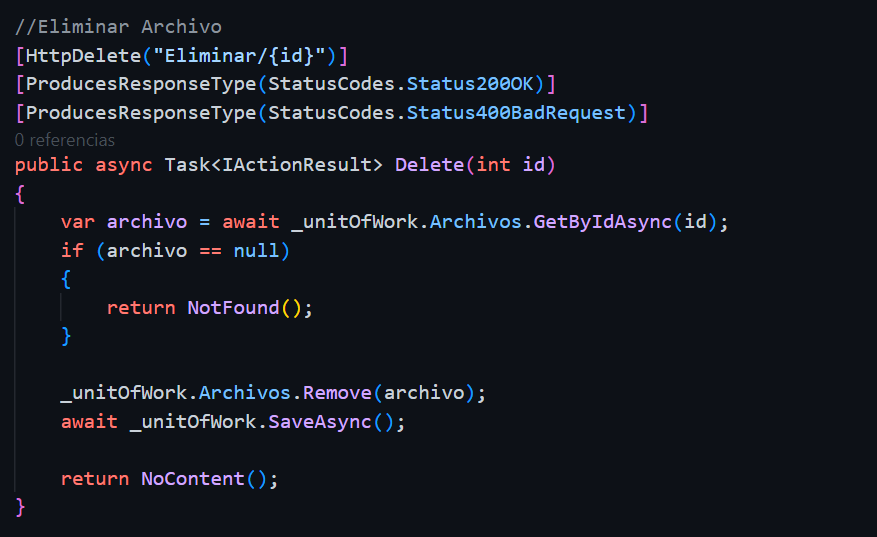 //Eliminar Archivo
[HttpDelete("Eliminar/{id}")]
[ProducesResponseType(StatusCodes.Status200OK)]
[ProducesResponseType(StatusCodes.Status400BadRequest)]
0 referencias
public async Task<IActionResult> Delete(int id)
{
    var archivo = await _unitOfWork.Archivos.GetByIdAsync(id);
    if (archivo == null)
    {
        return NotFound();
    }

    _unitOfWork.Archivos.Remove(archivo);
    await _unitOfWork.SaveAsync();

    return NoContent();
}